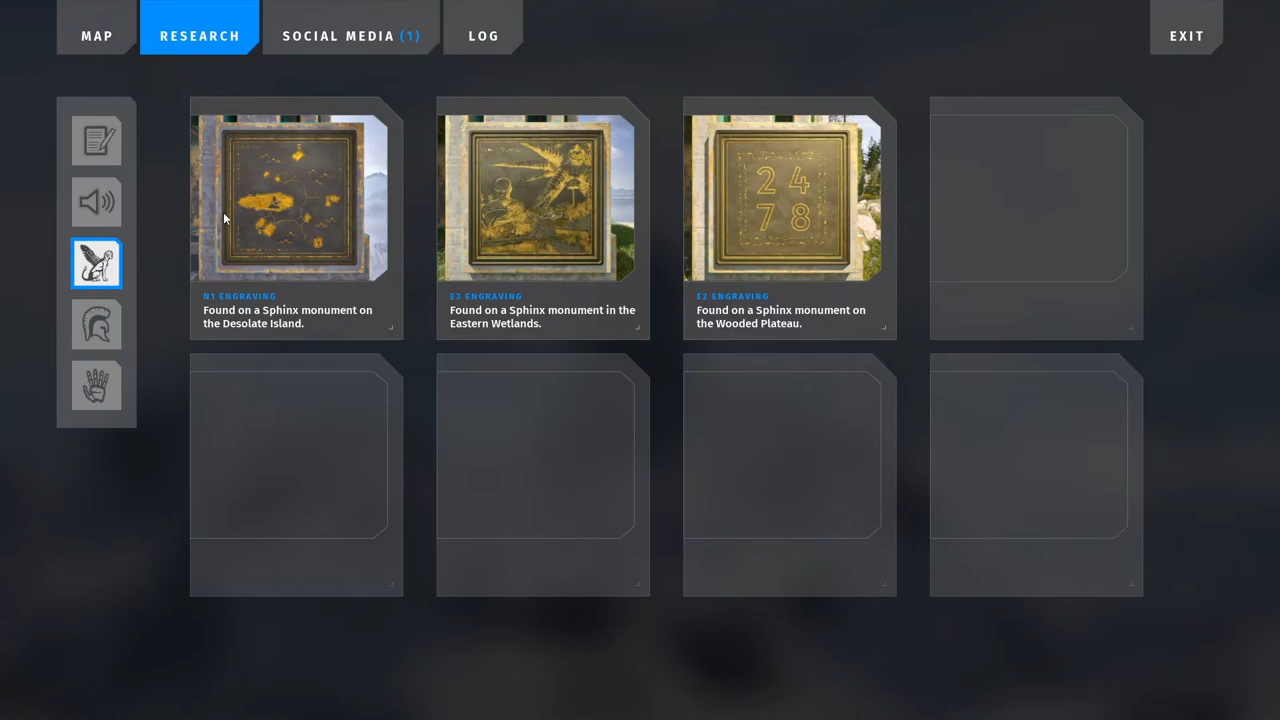 MAP
RESEARCH
SOCIAL MEDIA (1)
LOG
EXIT
2 4
7 8
N1 ENGRAVING
Found on a Sphinx monument on
the Desolate Island.
E3 ENGRAVING
Found on a Sphinx monument in the
Eastern Wetlands.
E2 ENGRAVING
Found on a Sphinx monument on
the Wooded Plateau.